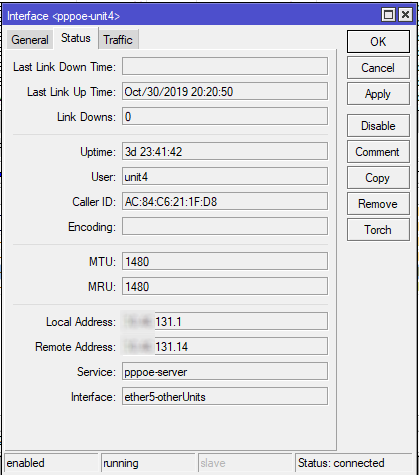 Interface <pppoe-unit4>
General Status Traffic
OK
Last Link Down Time:
Cancel
Last Link Up Time: Oct/30/2019 20:20:50
Apply
Link Downs: 0
Disable
Uptime: 3d 23:41:42
Comment
User: unit4
Copy
Caller ID: AC:84:C6:21:1F:D8
Remove
Encoding:
Torch
MTU: 1480
MRU: 1480
Local Address: 131.1
Remote Address: 131.14
Service: pppoe-server
Interface: ether5-otherUnits
enabled running slave Status: connected